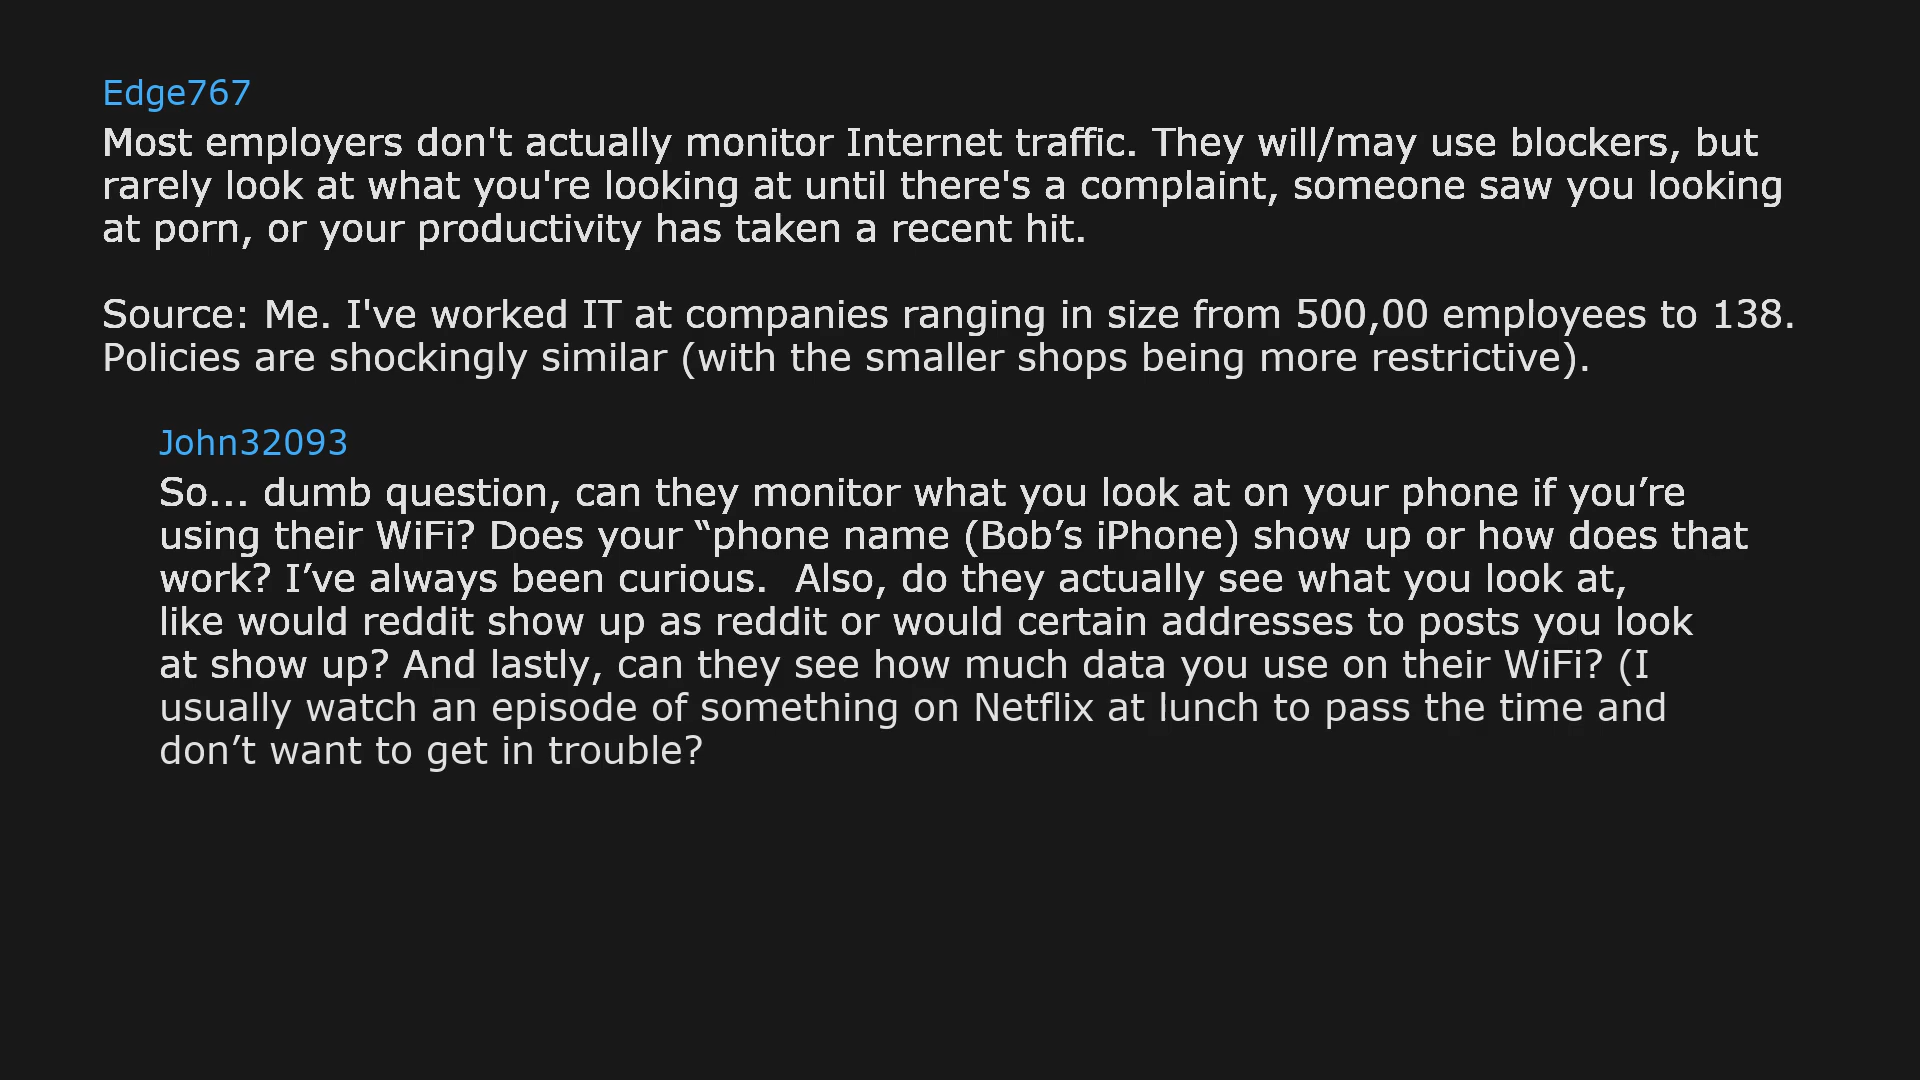 Edge767
Most employers don't actually monitor Internet traffic. They will/may use blockers, but
rarely look at what you're looking at until there's a complaint, someone saw you looking
at porn, or your productivity has taken a recent hit.
Source: Me. I've worked IT at companies ranging in size from 500,00 employees to 138.
Policies are shockingly similar (with the smaller shops being more restrictive).
John32093
So... dumb question, can they monitor what you look at on your phone if you’re
using their WiFi? Does your “phone name (Bob’s iPhone) show up or how does that
work? I’ve always been curious.  Also, do they actually see what you look at,
like would reddit show up as reddit or would certain addresses to posts you look
at show up? And lastly, can they see how much data you use on their WiFi? (I
usually watch an episode of something on Netflix at lunch to pass the time and
don’t want to get in trouble?